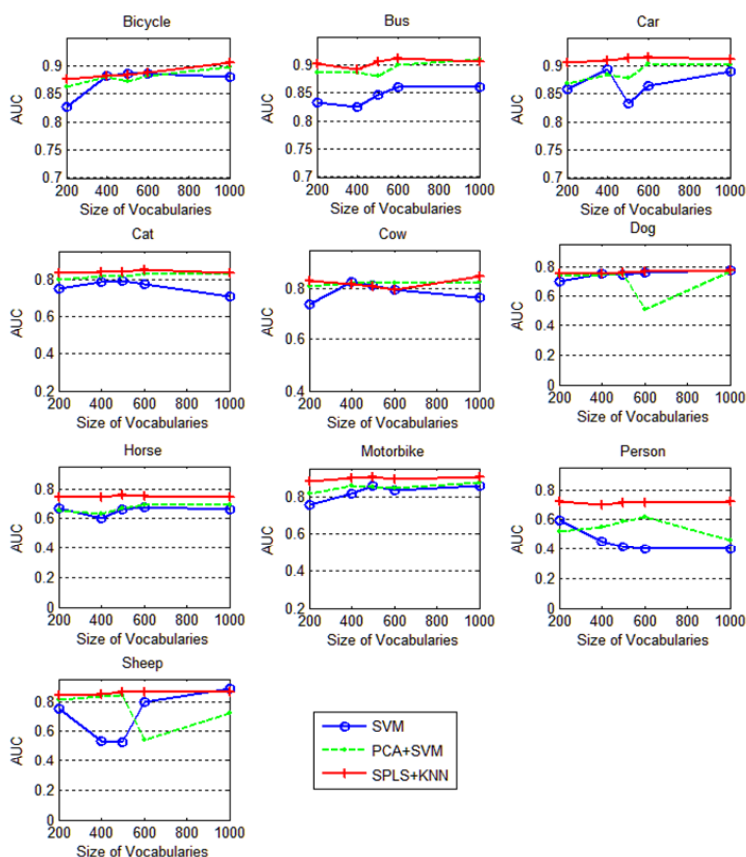 Bicycle Bus Car
0.9 0.9 0.9
0.85 0.85 0.85
0.8 0.8 0.8
0.75 0.75 0.75
0.7 0.7 0.7
AUC AUC AUC
200 400 600 800 1000 200 400 600 800 1000 200 400 600 800 1000
Size of Vocabularies Size of Vocabularies Size of Vocabularies
Cat Cow Dog
0.8 0.8 0.8
0.6 0.6 0.6
0.4 0.4 0.4
0.2 0.2
0
AUC AUC AUC
200 400 600 800 1000 200 400 600 800 1000 200 400 600 800 1000
Size of Vocabularies Size of Vocabularies Size of Vocabularies
Horse Motorbike Person
0.8 0.8 0.8
0.6 0.6 0.6
0.4 0.4 0.4
0.2 0.2 0.2
0 0
AUC AUC AUC
200 400 600 800 1000 200 400 600 800 1000 200 400 600 800 1000
Size of Vocabularies Size of Vocabularies Size of Vocabularies
Sheep
0.8
0.6
0.4
0.2
0
AUC
200 400 600 800 1000
Size of Vocabularies
SVM
PCA+SVM
SPLS+KNN